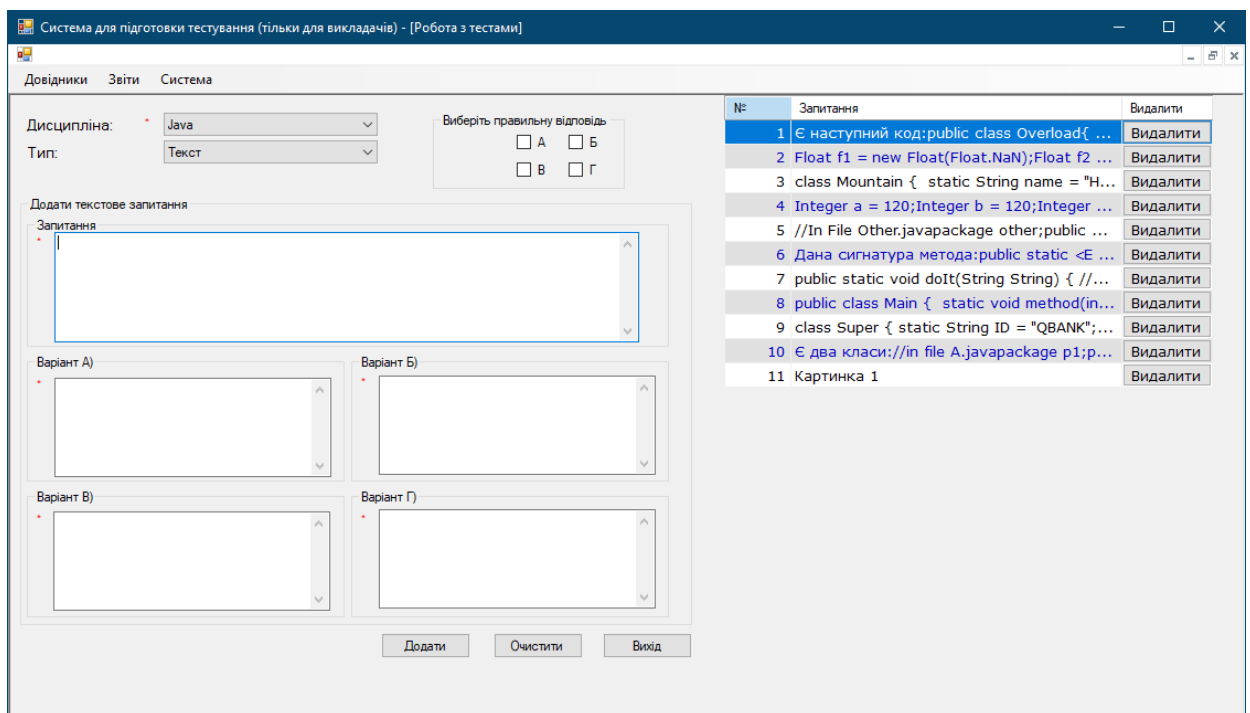 Система для підготовки тестування (тільки для викладачів) - [Робота з тестами]
Довідники Звіти Система
Дисципліна: * Java
Тип: Текст
Виберіть правильну відповідь
А Б
В Г
Додати текстове запитання
Запитання
*
Варіант А)
*
Варіант Б)
*
Варіант В)
*
Варіант Г)
*
Додати Очистити Вихід
№ Запитання Видалити
1 Є наступний код:public class Overload{ ... Видалити
2 Float f1 = new Float(Float.NaN);Float f2 ... Видалити
3 class Mountain {  static String name = "H... Видалити
4 Integer a = 120;Integer b = 120;Integer ... Видалити
5 //In File Other.javapackage other;public ... Видалити
6 Дана сигнатура метода:public static <E ... Видалити
7 public static void doIt(String String) { //... Видалити
8 public class Main {  static void method(in... Видалити
9 class Super { static String ID = "QBANK";... Видалити
10 Є два класи://in file A.javapackage p1;p... Видалити
11 Картинка 1 Видалити